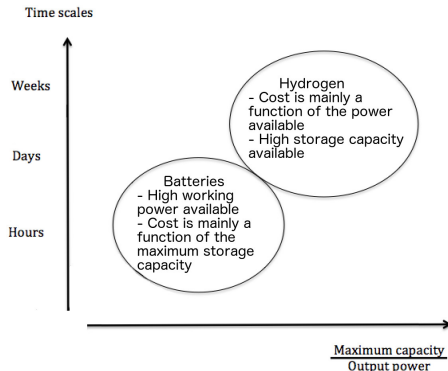 Time scales
Weeks
Hydrogen
- Cost is mainly a
function of the power
available
- High storage capacity
available
Days
Batteries
- High working
power available
- Cost is mainly a
function of the
maximum storage
capacity
Hours
Maximum capacity
Output power